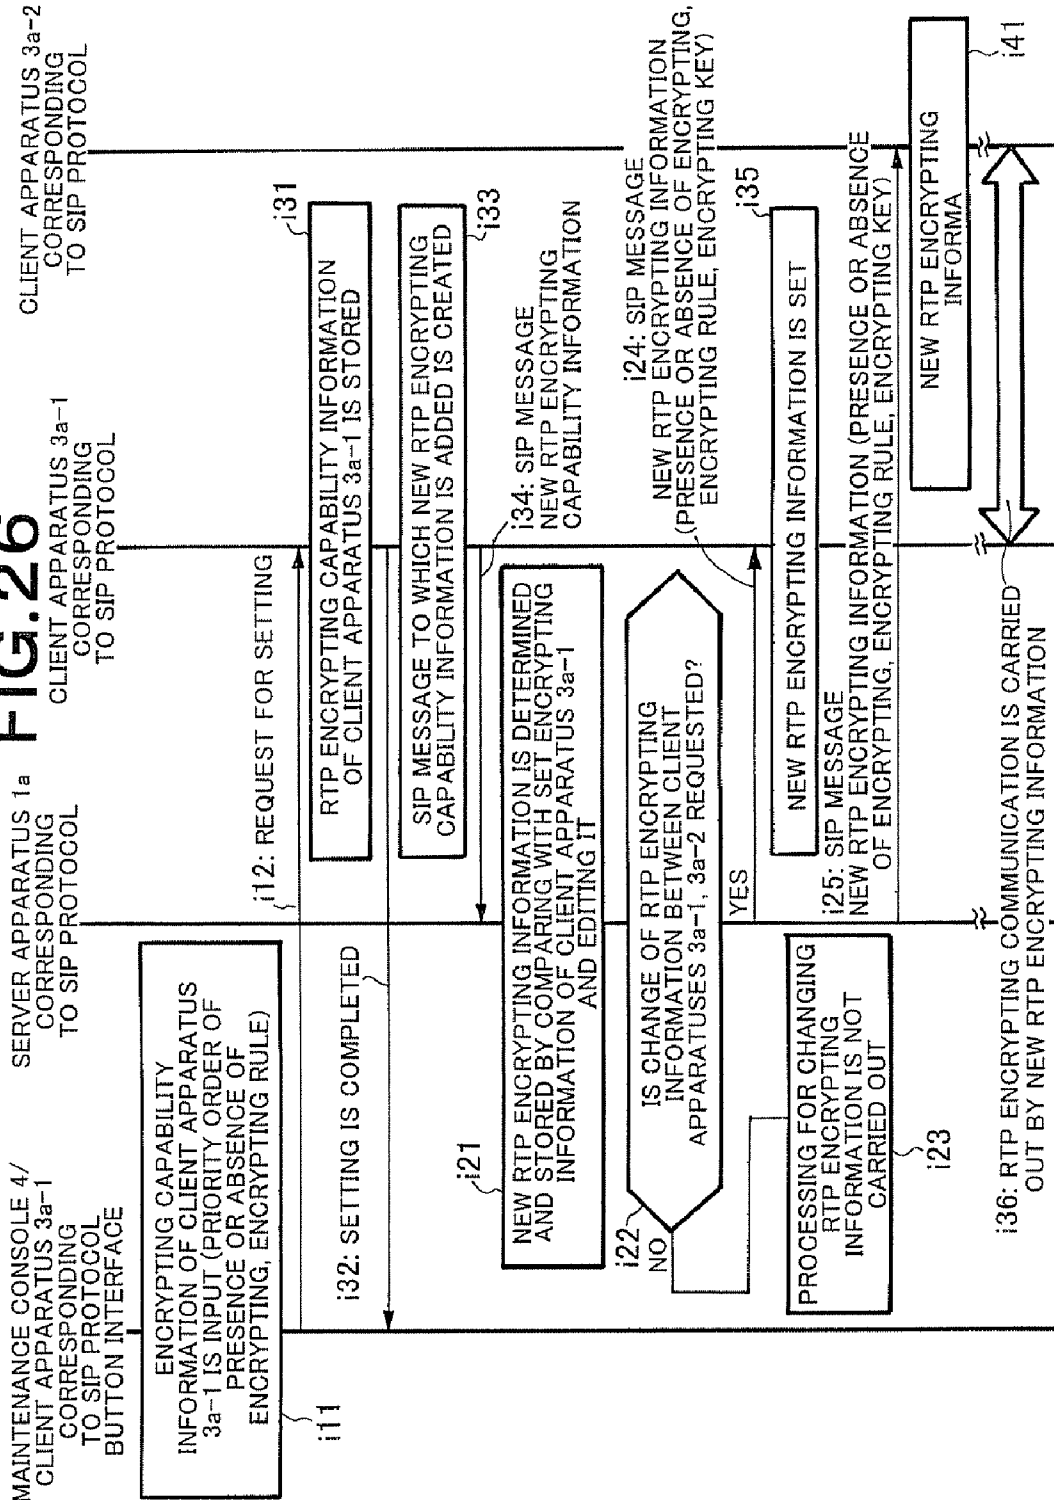 FIG.26
MAINTENANCE CONSOLE 4/
CLIENT APPARATUS 3a-1
CORRESPONDING
TO SIP PROTOCOL
BUTTON INTERFACE
SERVER APPARATUS 1a
CORRESPONDING
TO SIP PROTOCOL
CLIENT APPARATUS 3a-1
CORRESPONDING
TO SIP PROTOCOL
CLIENT APPARATUS 3a-2
CORRESPONDING
TO SIP PROTOCOL
ENCRYPTING CAPABILITY
INFORMATION OF CLIENT APPARATUS
3a-1 IS INPUT (PRIORITY ORDER OF
PRESENCE OR ABSENCE OF
ENCRYPTING, ENCRYPTING RULE)
i11
i12: REQUEST FOR SETTING
RTP ENCRYPTING CAPABILITY INFORMATION
OF CLIENT APPARATUS 3a-1 IS STORED
i31
i32: SETTING IS COMPLETED
SIP MESSAGE TO WHICH NEW RTP ENCRYPTING
CAPABILITY INFORMATION IS ADDED IS CREATED
i33
i34: SIP MESSAGE
NEW RTP ENCRYPTING
CAPABILITY INFORMATION
i21
NEW RTP ENCRYPTING INFORMATION IS DETERMINED
AND STORED BY COMPARING WITH SET ENCRYPTING
INFORMATION OF CLIENT APPARATUS 3a-1
AND EDITING IT
i22
NO
IS CHANGE OF RTP ENCRYPTING
INFORMATION BETWEEN CLIENT
APPARATUSES 3a-1, 3a-2 REQUESTED?
YES
i24: SIP MESSAGE
NEW RTP ENCRYPTING INFORMATION
(PRESENCE OR ABSENCE OF ENCRYPTING,
ENCRYPTING RULE, ENCRYPTING KEY)
PROCESSING FOR CHANGING
RTP ENCRYPTING
INFORMATION IS NOT
CARRIED OUT
i23
NEW RTP ENCRYPTING INFORMATION IS SET
i35
i25: SIP MESSAGE
NEW RTP ENCRYPTING INFORMATION (PRESENCE OR ABSENCE
OF ENCRYPTING, ENCRYPTING RULE, ENCRYPTING KEY)
NEW RTP ENCRYPTING
INFORMA
i41
i36: RTP ENCRYPTING COMMUNICATION IS CARRIED
OUT BY NEW RTP ENCRYPTING INFORMATION